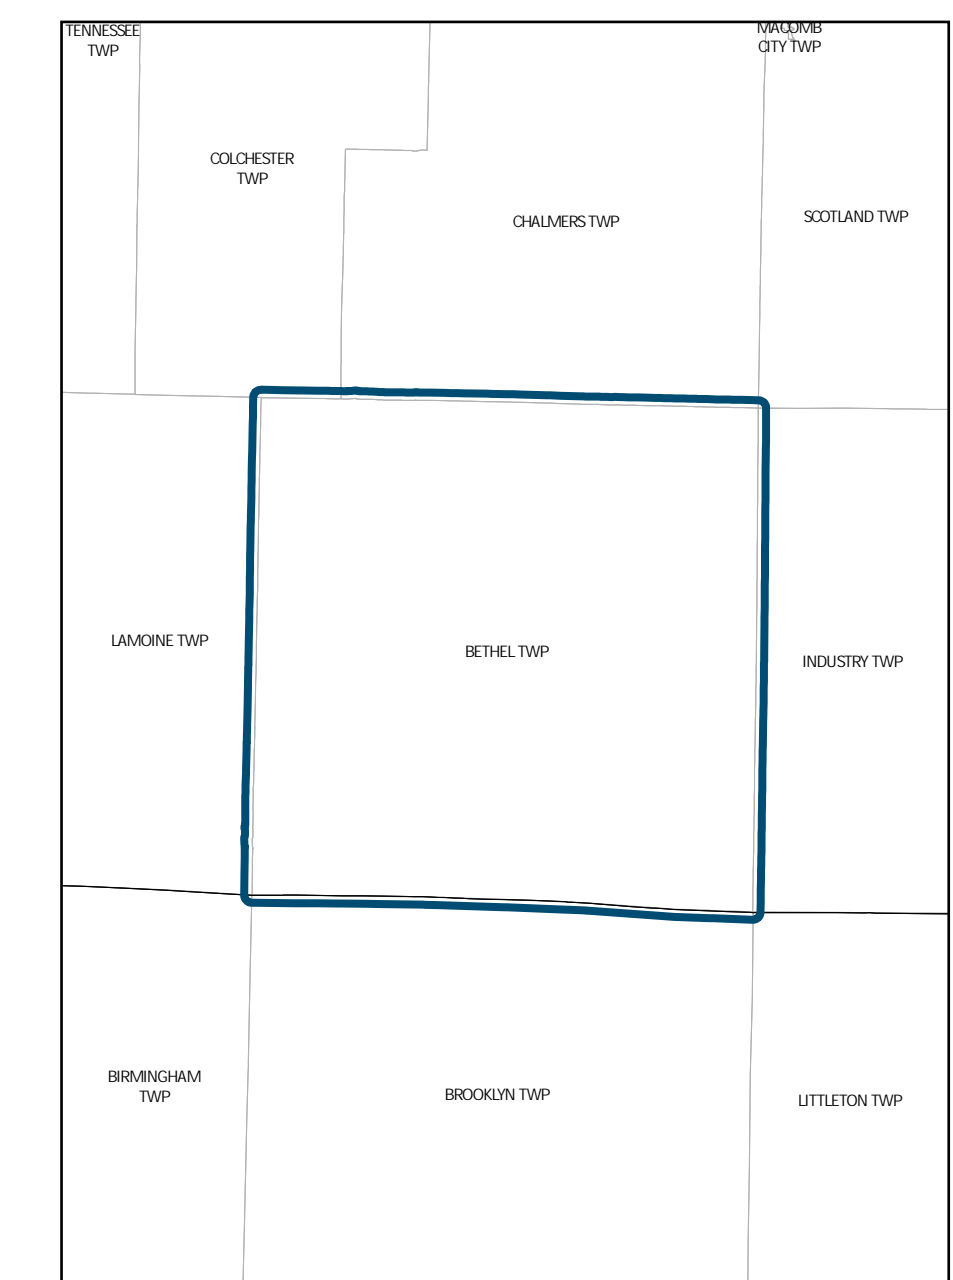 TENNESSEE
TWP
MACOMB
CITY TWP
COLCHESTER
TWP
CHALMERS TWP
SCOTLAND TWP
LAMOINE TWP
BETHEL TWP
INDUSTRY TWP
BIRMINGHAM
TWP
BROOKLYN TWP
LITTLETON TWP